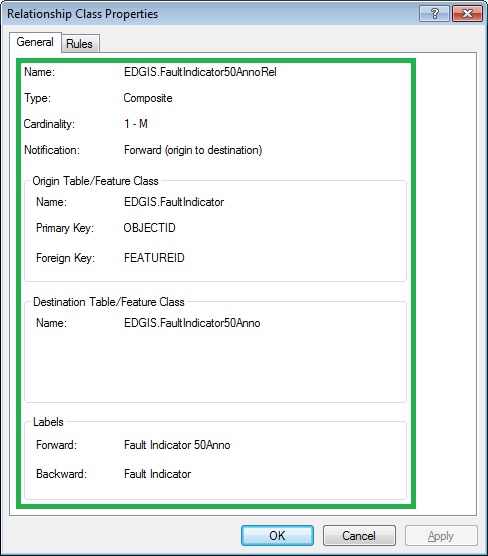 Relationship Class Properties
General Rules
Name: EDGIS.FaultIndicator50AnnoRel
Type: Composite
Cardinality: 1 - M
Notification: Forward (origin to destination)
Origin Table/Feature Class
Name: EDGIS.FaultIndicator
Primary Key: OBJECTID
Foreign Key: FEATUREID
Destination Table/Feature Class
Name: EDGIS.FaultIndicator50Anno
Labels
Forward: Fault Indicator 50Anno
Backward: Fault Indicator
OK Cancel Apply